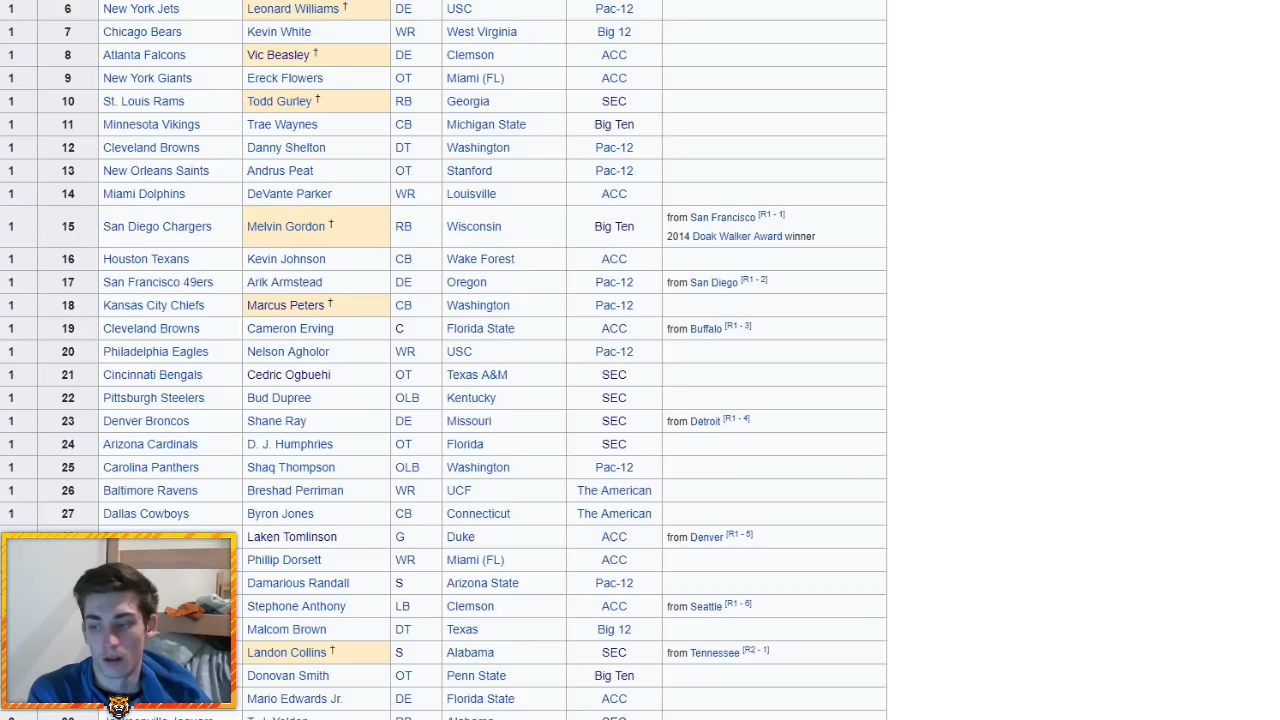 1 6 New York Jets Leonard Williams † DE USC Pac-12
1 7 Chicago Bears Kevin White WR West Virginia Big 12
1 8 Atlanta Falcons Vic Beasley † DE Clemson ACC
1 9 New York Giants Ereck Flowers OT Miami (FL) ACC
1 10 St. Louis Rams Todd Gurley † RB Georgia SEC
1 11 Minnesota Vikings Trae Waynes CB Michigan State Big Ten
1 12 Cleveland Browns Danny Shelton DT Washington Pac-12
1 13 New Orleans Saints Andrus Peat OT Stanford Pac-12
1 14 Miami Dolphins DeVante Parker WR Louisville ACC
1 15 San Diego Chargers Melvin Gordon † RB Wisconsin Big Ten from San Francisco [R1 - 1]
2014 Doak Walker Award winner
1 16 Houston Texans Kevin Johnson CB Wake Forest ACC
1 17 San Francisco 49ers Arik Armstead DE Oregon Pac-12 from San Diego [R1 - 2]
1 18 Kansas City Chiefs Marcus Peters † CB Washington Pac-12
1 19 Cleveland Browns Cameron Erving C Florida State ACC from Buffalo [R1 - 3]
1 20 Philadelphia Eagles Nelson Agholor WR USC Pac-12
1 21 Cincinnati Bengals Cedric Ogbuehi OT Texas A&M SEC
1 22 Pittsburgh Steelers Bud Dupree OLB Kentucky SEC
1 23 Denver Broncos Shane Ray DE Missouri SEC from Detroit [R1 - 4]
1 24 Arizona Cardinals D. J. Humphries OT Florida SEC
1 25 Carolina Panthers Shaq Thompson OLB Washington Pac-12
1 26 Baltimore Ravens Breshad Perriman WR UCF The American
1 27 Dallas Cowboys Byron Jones CB Connecticut The American
Laken Tomlinson G Duke ACC from Denver [R1 - 5]
Phillip Dorsett WR Miami (FL) ACC
Damarious Randall S Arizona State Pac-12
Stephone Anthony LB Clemson ACC from Seattle [R1 - 6]
Malcom Brown DT Texas Big 12
Landon Collins † S Alabama SEC from Tennessee [R2 - 1]
Donovan Smith OT Penn State Big Ten
Mario Edwards Jr. DE Florida State ACC